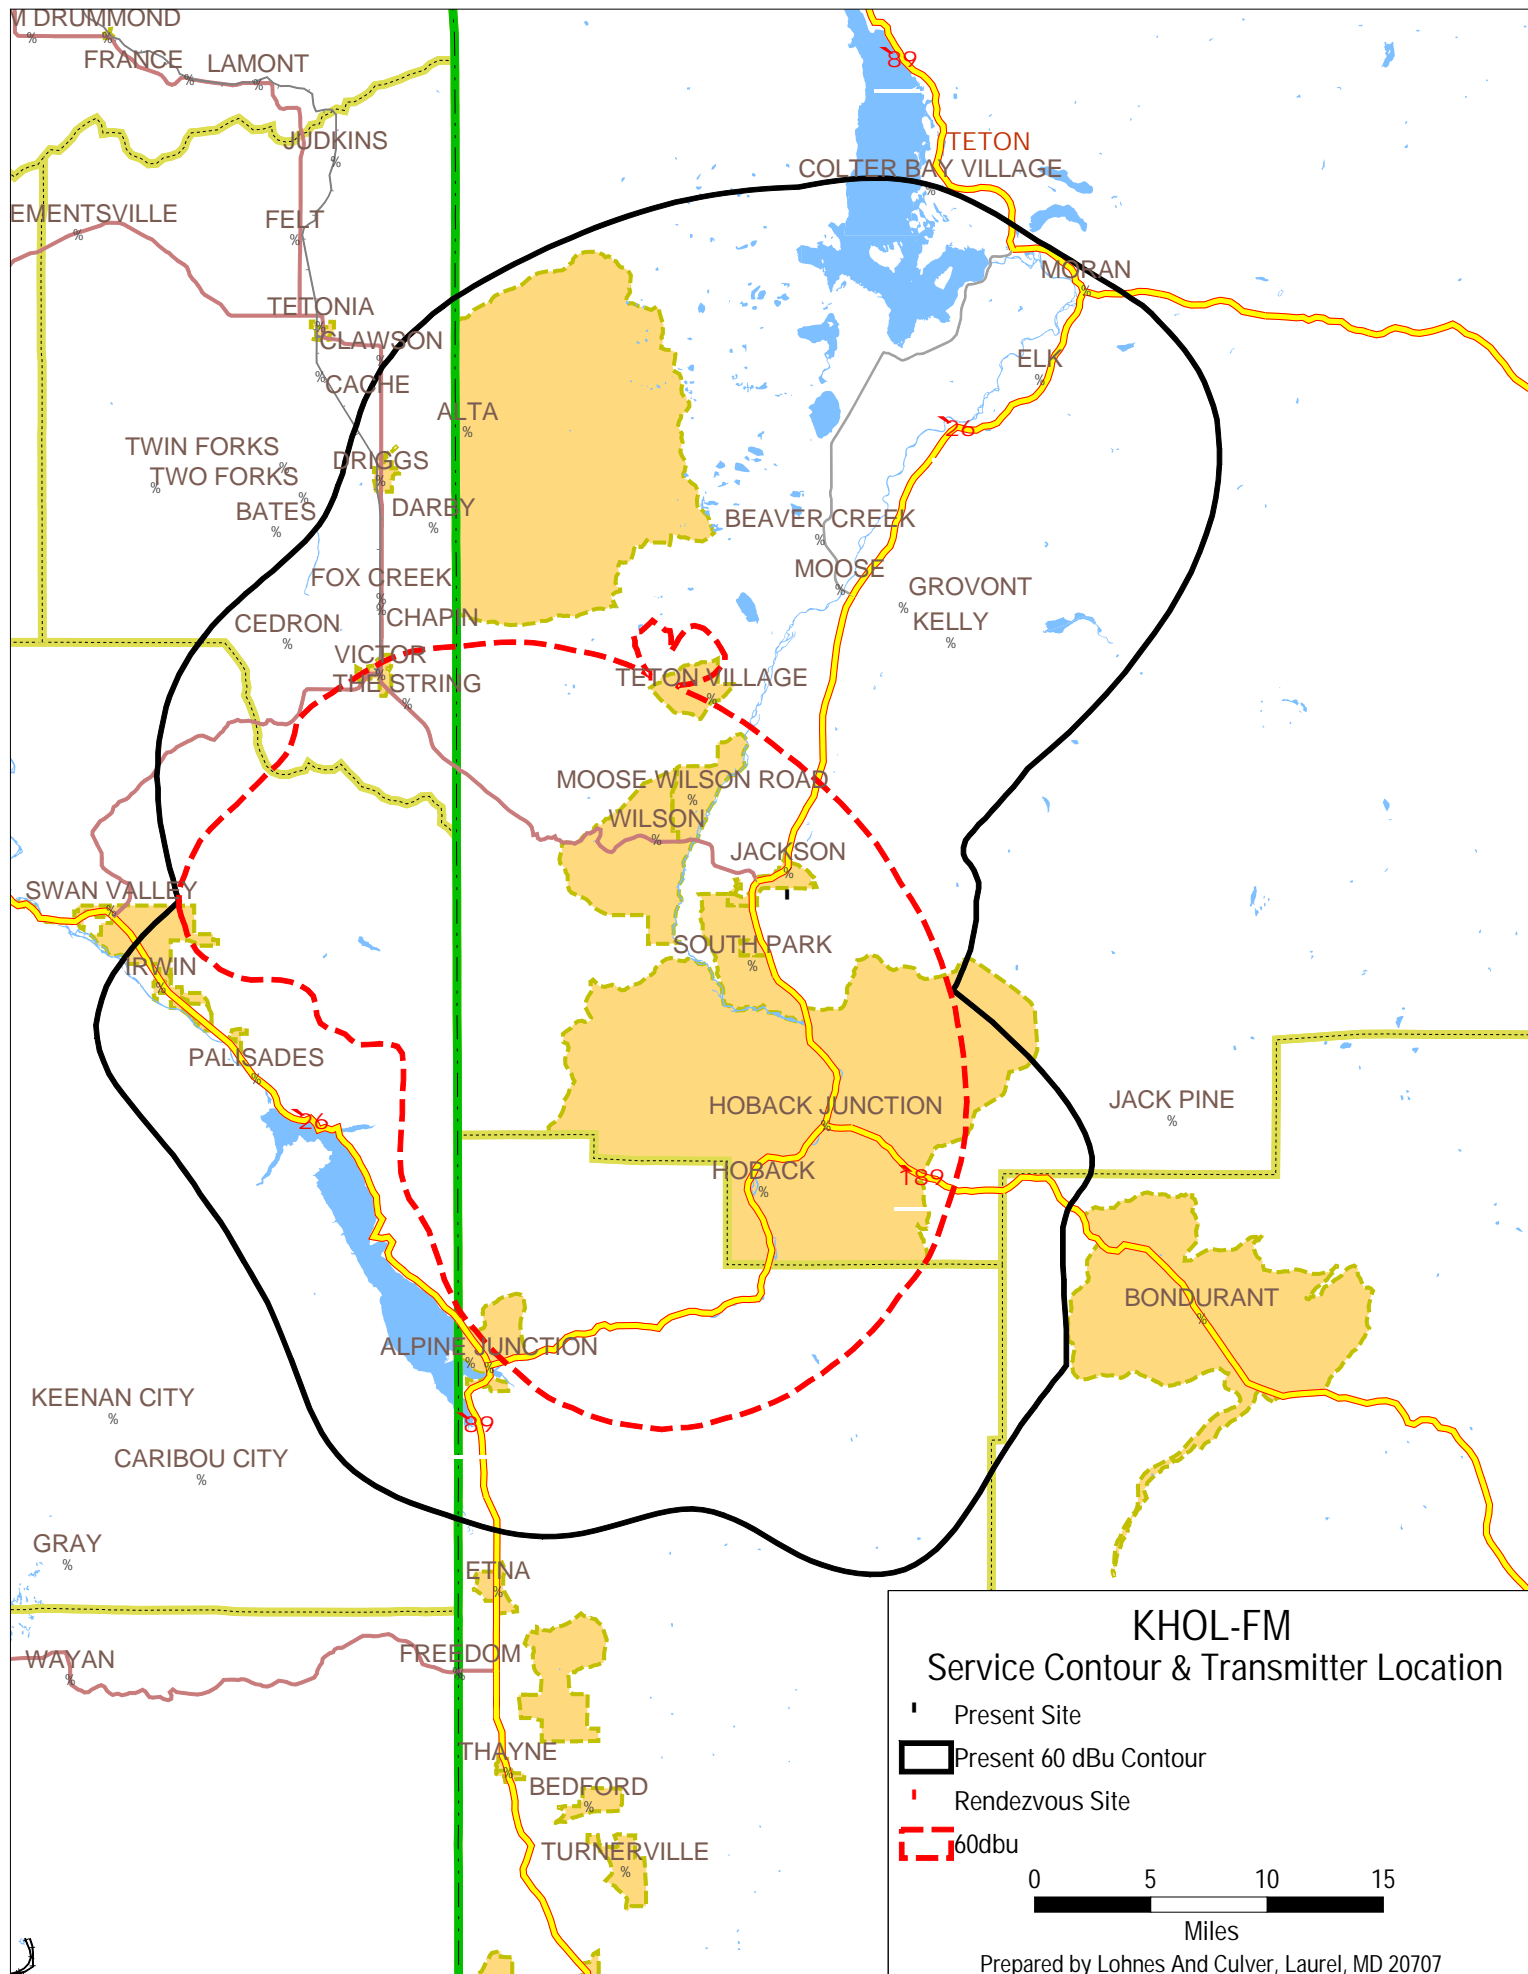 M DRUMMOND
FRANCE
LAMONT
89
JUDKINS
TETON
COLTER BAY VILLAGE
EMENTSVILLE
FELT
MORAN
TETONIA
CLAWSON
ELK
CACHE
ALTA
26
TWIN FORKS
DRIGGS
TWO FORKS
BATES
DARBY
BEAVER CREEK
FOX CREEK
MOOSE
GROVONT
CHAPIN
KELLY
CEDRON
VICTOR
THE STRING
TETON VILLAGE
MOOSE WILSON ROAD
WILSON
JACKSON
SWAN VALLEY
SOUTH PARK
IRWIN
PALISADES
26
HOBACK JUNCTION
JACK PINE
HOBACK
189
BONDURANT
ALPINE JUNCTION
KEENAN CITY
89
CARIBOU CITY
GRAY
ETNA
WAYAN
FREEDOM
THAYNE
BEDFORD
TURNERVILLE
KHOL-FM
Service Contour & Transmitter Location
Present Site
Present 60 dBu Contour
Rendezvous Site
60dbu
0 5 10 15
Miles
Prepared by Lohnes And Culver, Laurel, MD 20707